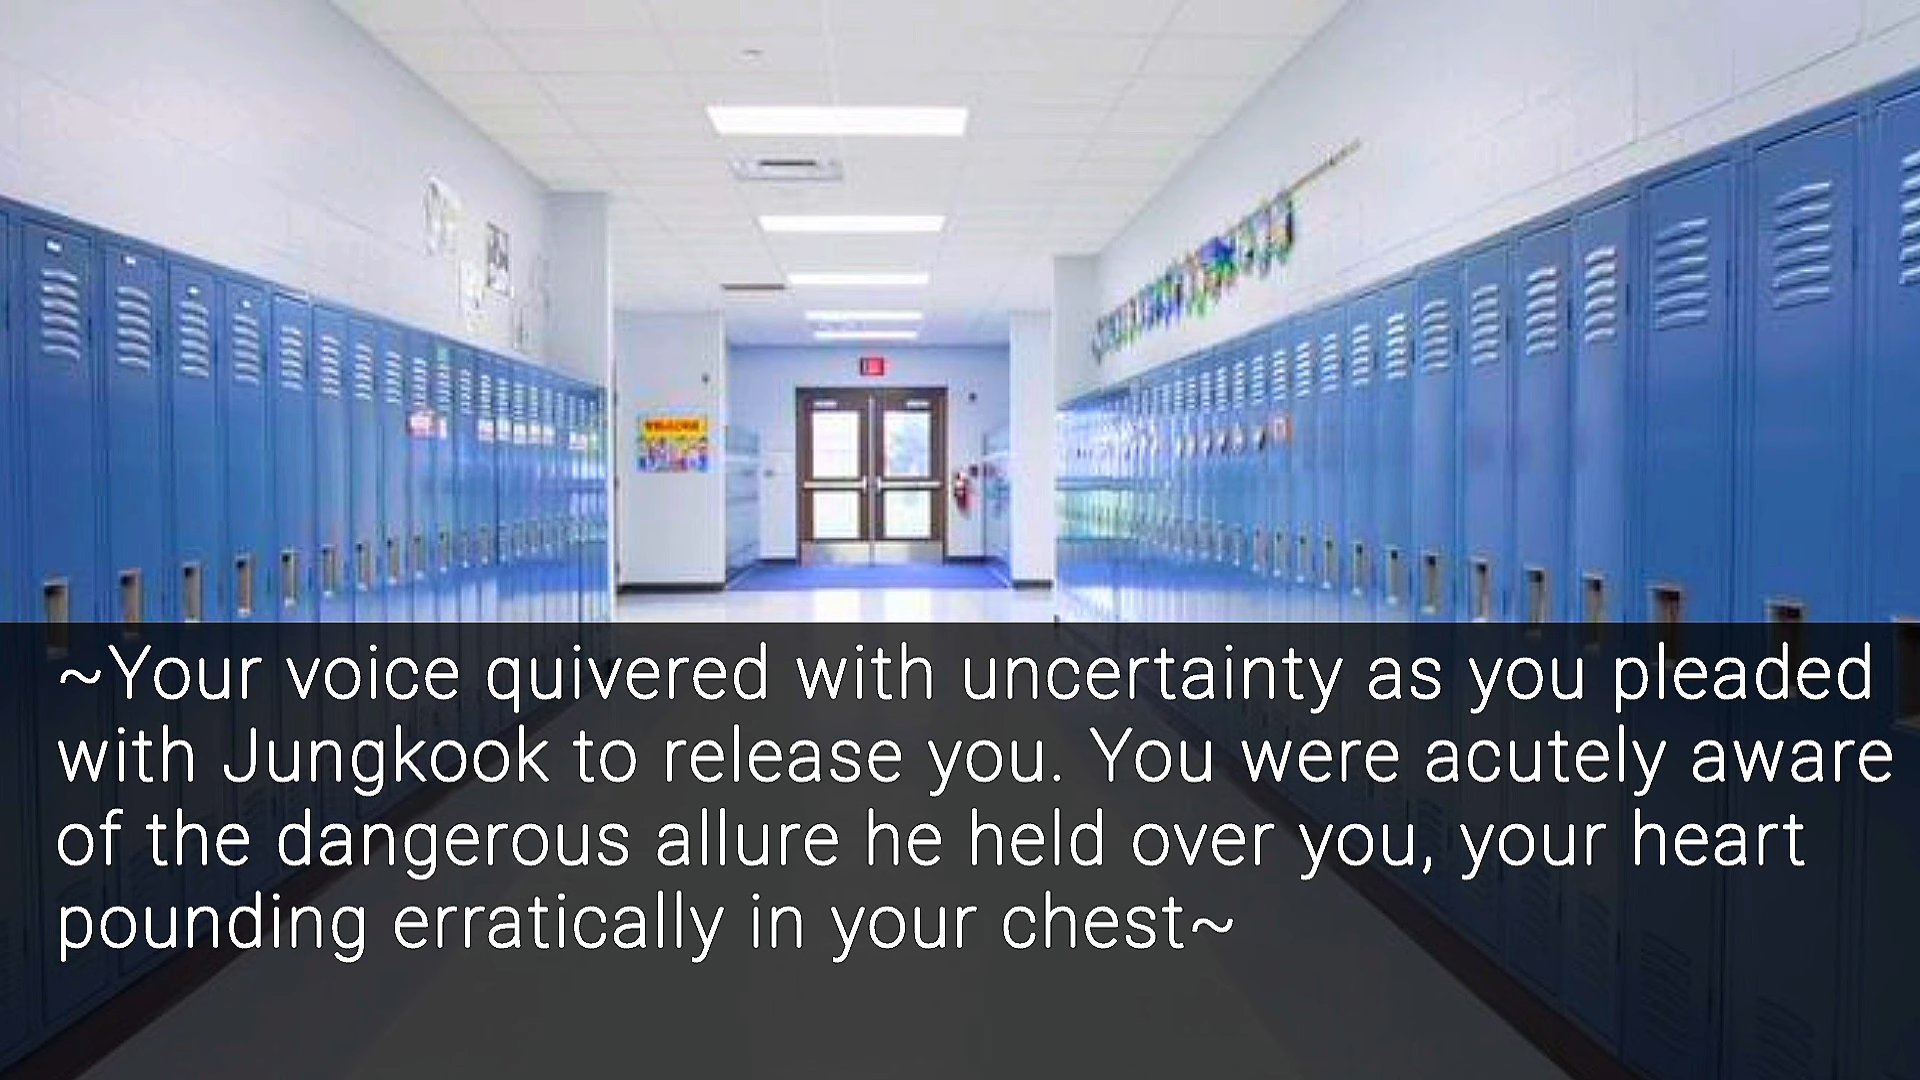 ~Your voice quivered with uncertainty as you pleaded
with Jungkook to release you. You were acutely aware
of the dangerous allure he held over you, your heart
pounding erratically in your chest~